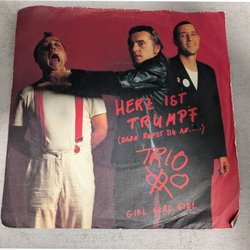 HERZ IST
TRUMPF
(DANN RUFST DU AN.....)
TRIO
GIRL GIRL GIRL